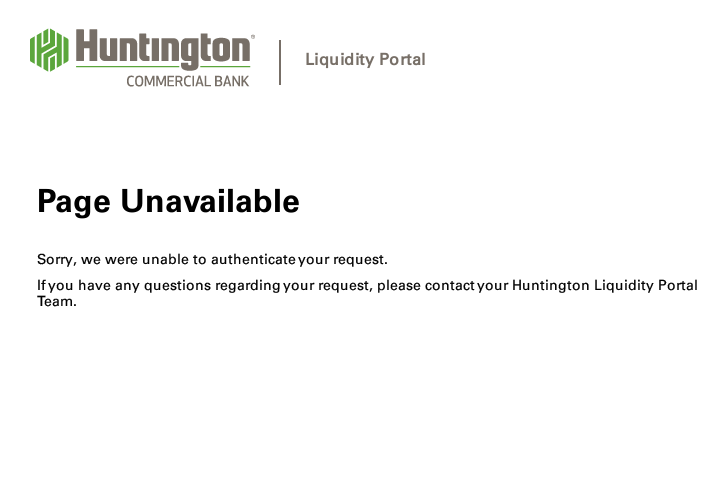 Huntington®
COMMERCIAL BANK
Liquidity Portal
Page Unavailable
Sorry, we were unable to authenticate your request.
If you have any questions regarding your request, please contact your Huntington Liquidity Portal
Team.